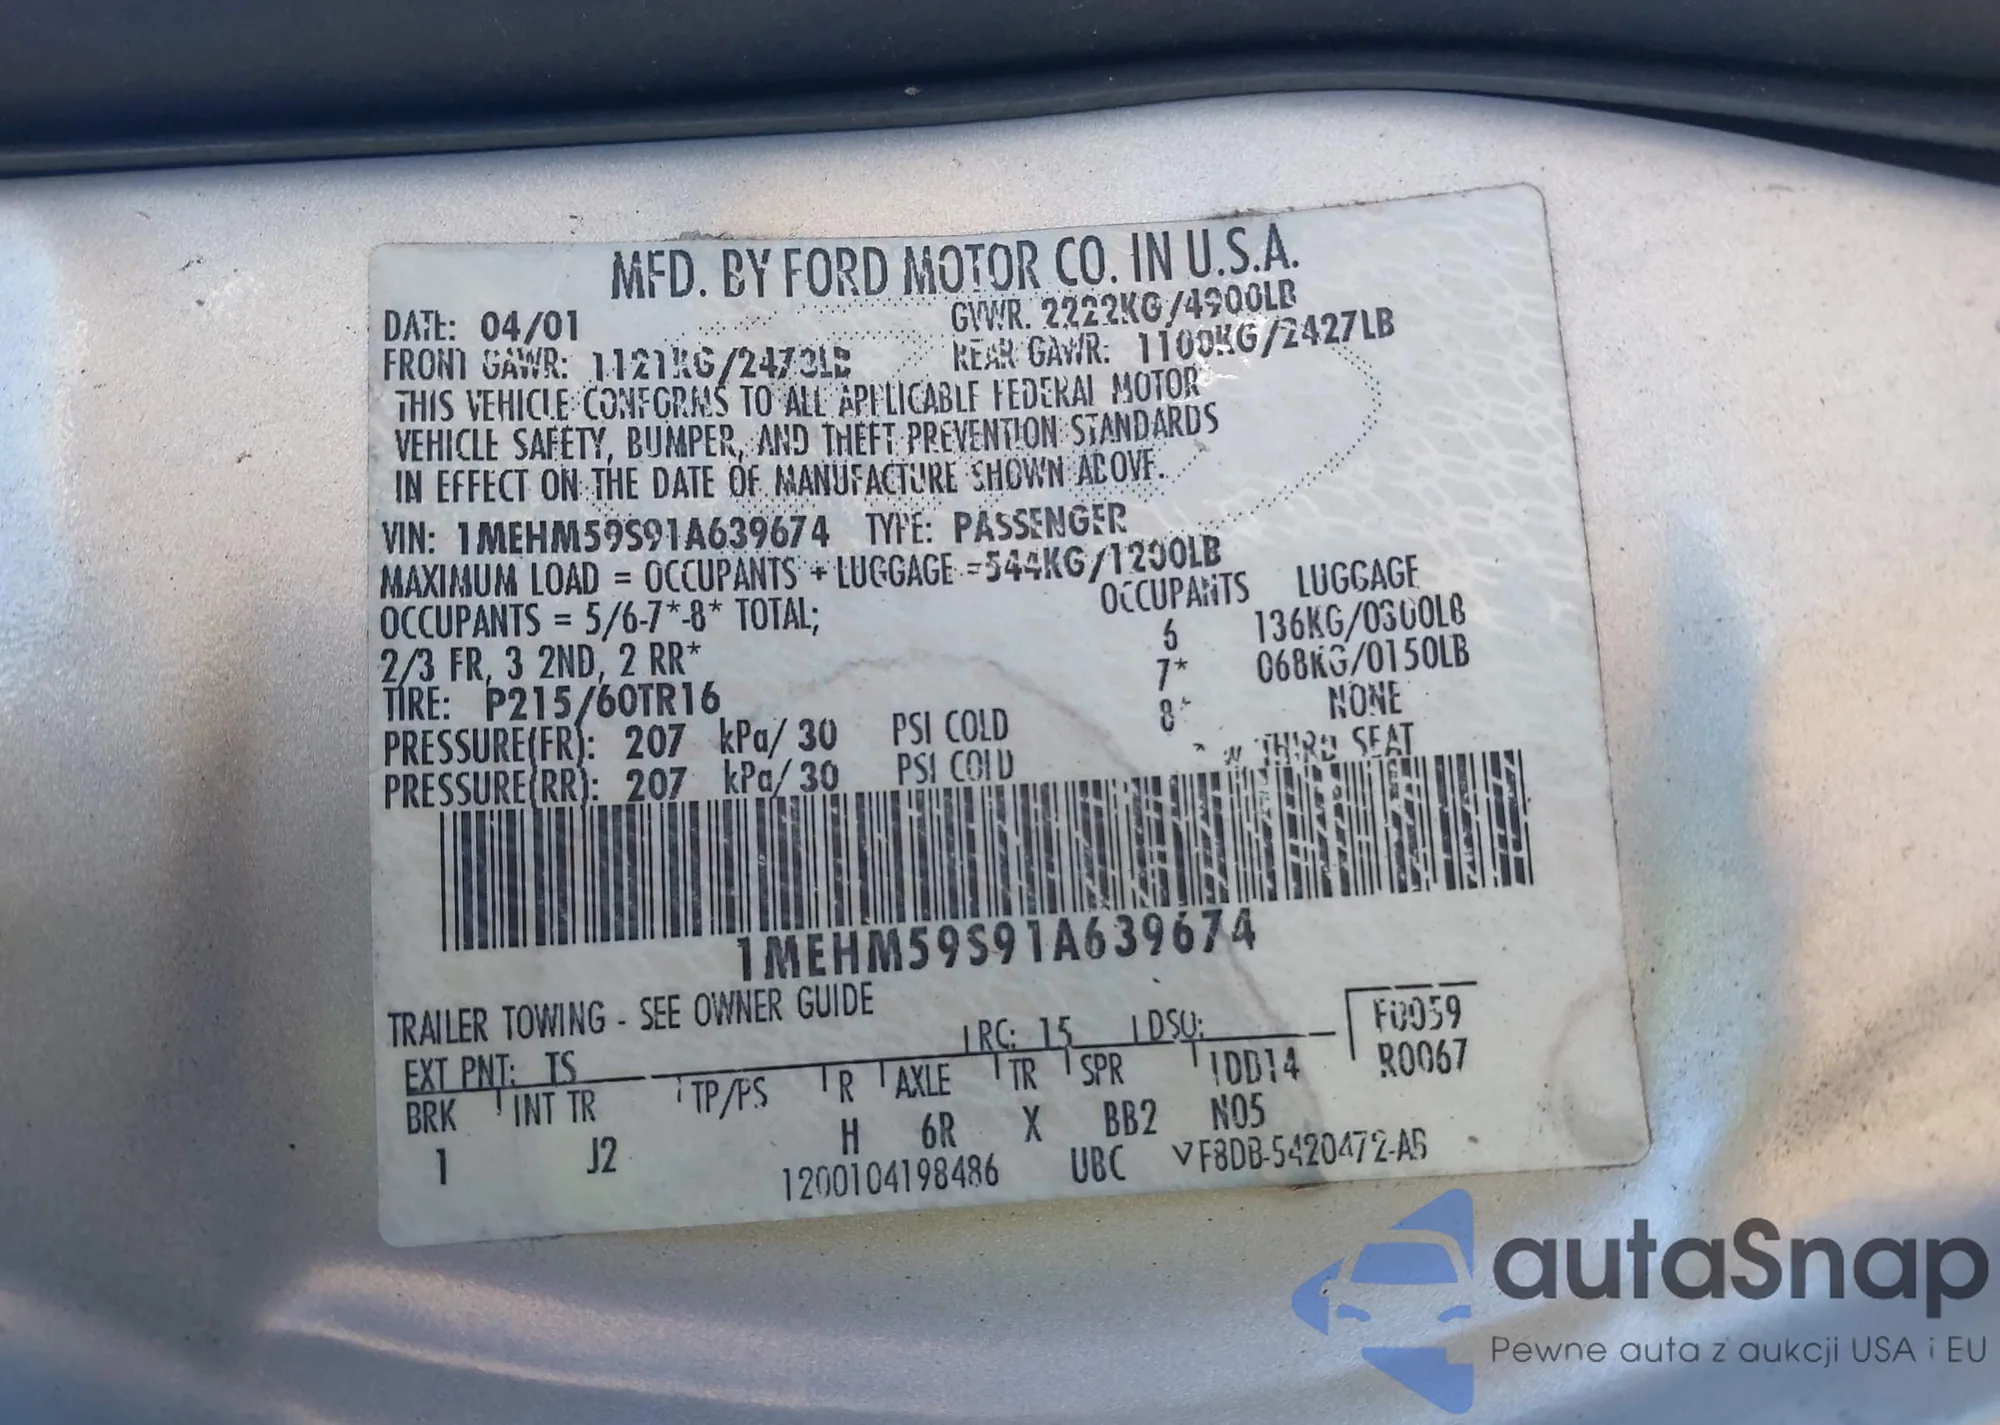 MFD. BY FORD MOTOR CO. IN U.S.A.
DATE: 04/01 GVWR. 2222KG/4900LB
FRONT GAWR: 1121KG/2473LB REAR GAWR: 1100KG/2427LB
THIS VEHICLE CONFORMS TO ALL APPLICABLE FEDERAL MOTOR
VEHICLE SAFETY, BUMPER, AND THEFT PREVENTION STANDARDS
IN EFFECT ON THE DATE OF MANUFACTURE SHOWN ABOVE.
VIN: 1MEHM59S91A639674 TYPE: PASSENGER
MAXIMUM LOAD = OCCUPANTS + LUGGAGE = 544KG/1200LB
OCCUPANTS = 5/6-7*-8* TOTAL; OCCUPANTS LUGGAGE
2/3 FR, 3 2ND, 2 RR* 6 136KG/0300LB
TIRE: P215/60TR16 7* 068KG/0150LB
PRESSURE(FR): 207 kPa/ 30 PSI COLD 8* NONE
PRESSURE(RR): 207 kPa/ 30 PSI COLD * W THIRD SEAT
1MEHM59S91A639674
TRAILER TOWING - SEE OWNER GUIDE
EXT PNT: TS RC: 15 DSO: F0059
BRK INT TR TP/PS R AXLE TR SPR IDD14 R0067
1 J2 H 6R X BB2 N05
1200104198486 UBC VF8DB-5420472-AB
autaSnap
Pewne auta z aukcji USA i EU